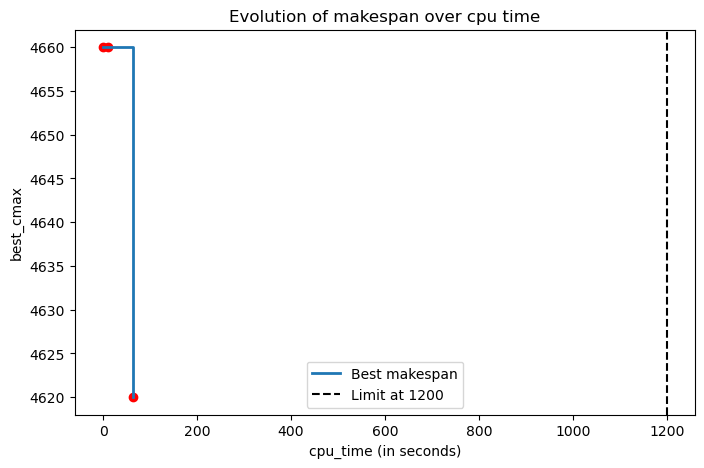 Evolution of makespan over cpu time
best_cmax
4660
4655
4650
4645
4640
4635
4630
4625
4620
Best makespan
Limit at 1200
0 200 400 600 800 1000 1200
cpu_time (in seconds)